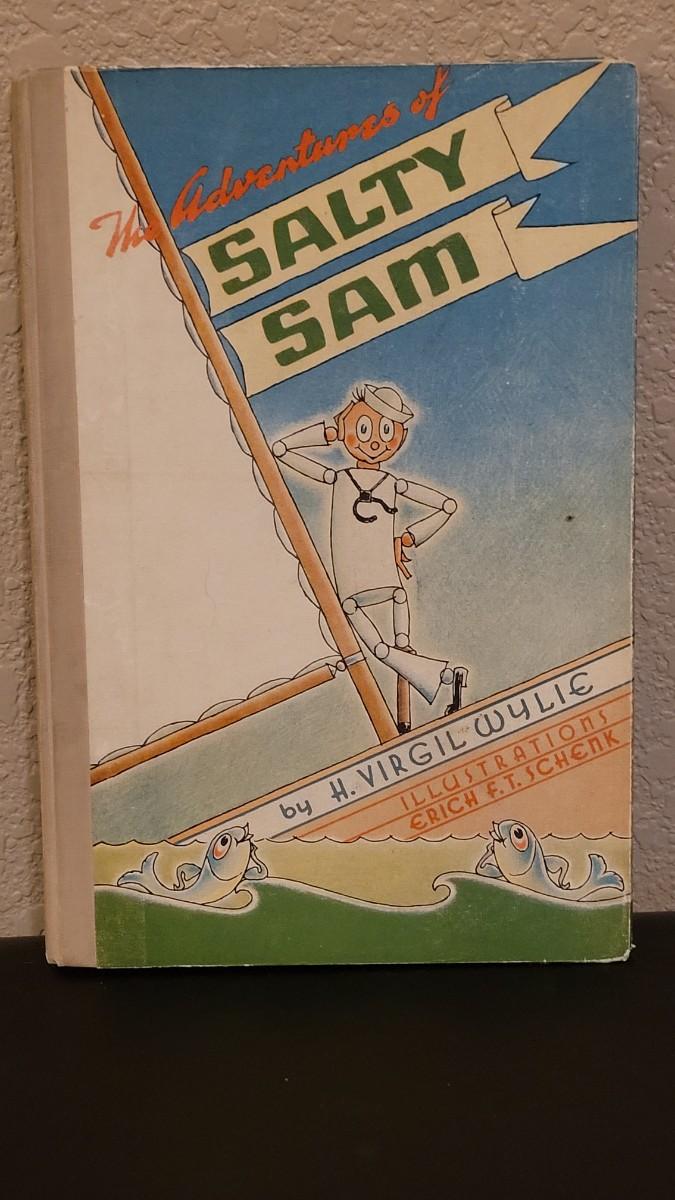 The Adventures of
SALTY
SAM
by H. VIRGIL WYLIE
ILLUSTRATIONS
ERICH F.T. SCHENK